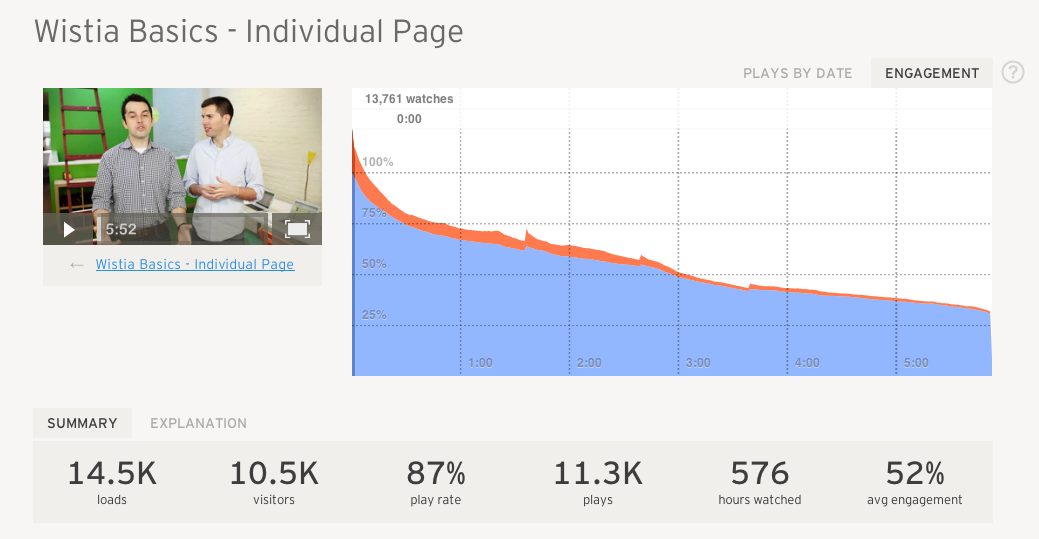 Wistia Basics - Individual Page
PLAYS BY DATE
ENGAGEMENT
?
13,761 watches
0:00
100%
75%
50%
25%
1:00
2:00
3:00
4:00
5:00
5:52
← Wistia Basics - Individual Page
SUMMARY
EXPLANATION
14.5K
loads
10.5K
visitors
87%
play rate
11.3K
plays
576
hours watched
52%
avg engagement